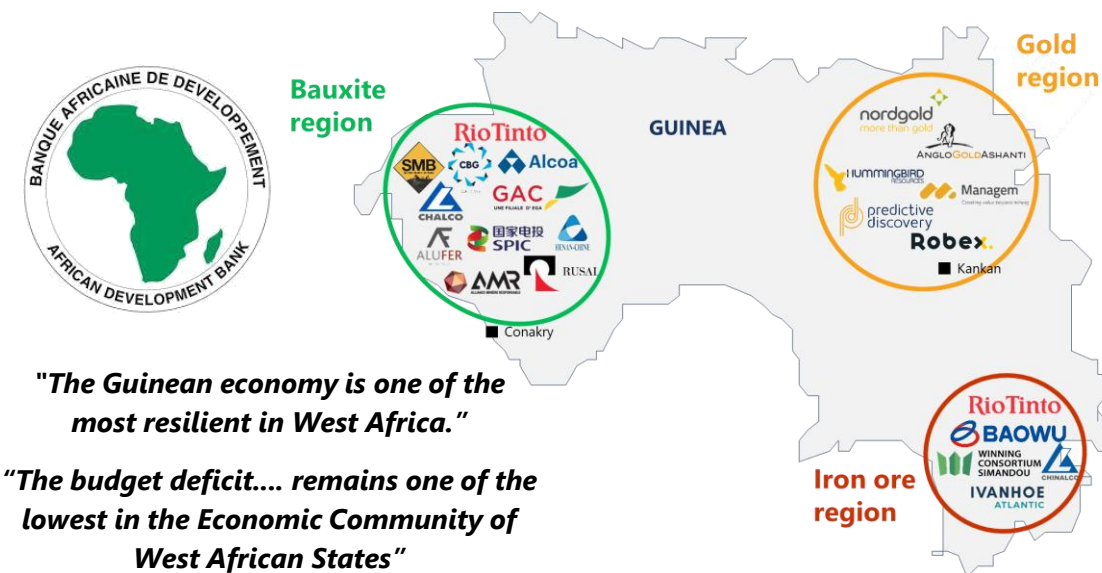 BANQUE AFRICAINE DE DEVELOPPEMENT
AFRICAN DEVELOPMENT BANK
"The Guinean economy is one of the
most resilient in West Africa.”
“The budget deficit.... remains one of the
lowest in the Economic Community of
West African States”
Bauxite
region
RioTinto
SMB
CBG
Alcoa
CHALCO
GAC
UNE FILIALE D'EGA
ALUFER
国家电投
SPIC
HENAN-CHINE
AMR
ALLIANCE MINIERE RESPONSABLE
RUSAL
Conakry
GUINEA
Gold
region
nordgold
more than gold
ANGLOGOLDASHANTI
HUMMINGBIRD
RESOURCES
Managem
predictive
discovery
Robex.
Kankan
Iron ore
region
RioTinto
BAOWU
WINNING
CONSORTIUM
SIMANDOU
CHINALCO
IVANHOE
ATLANTIC